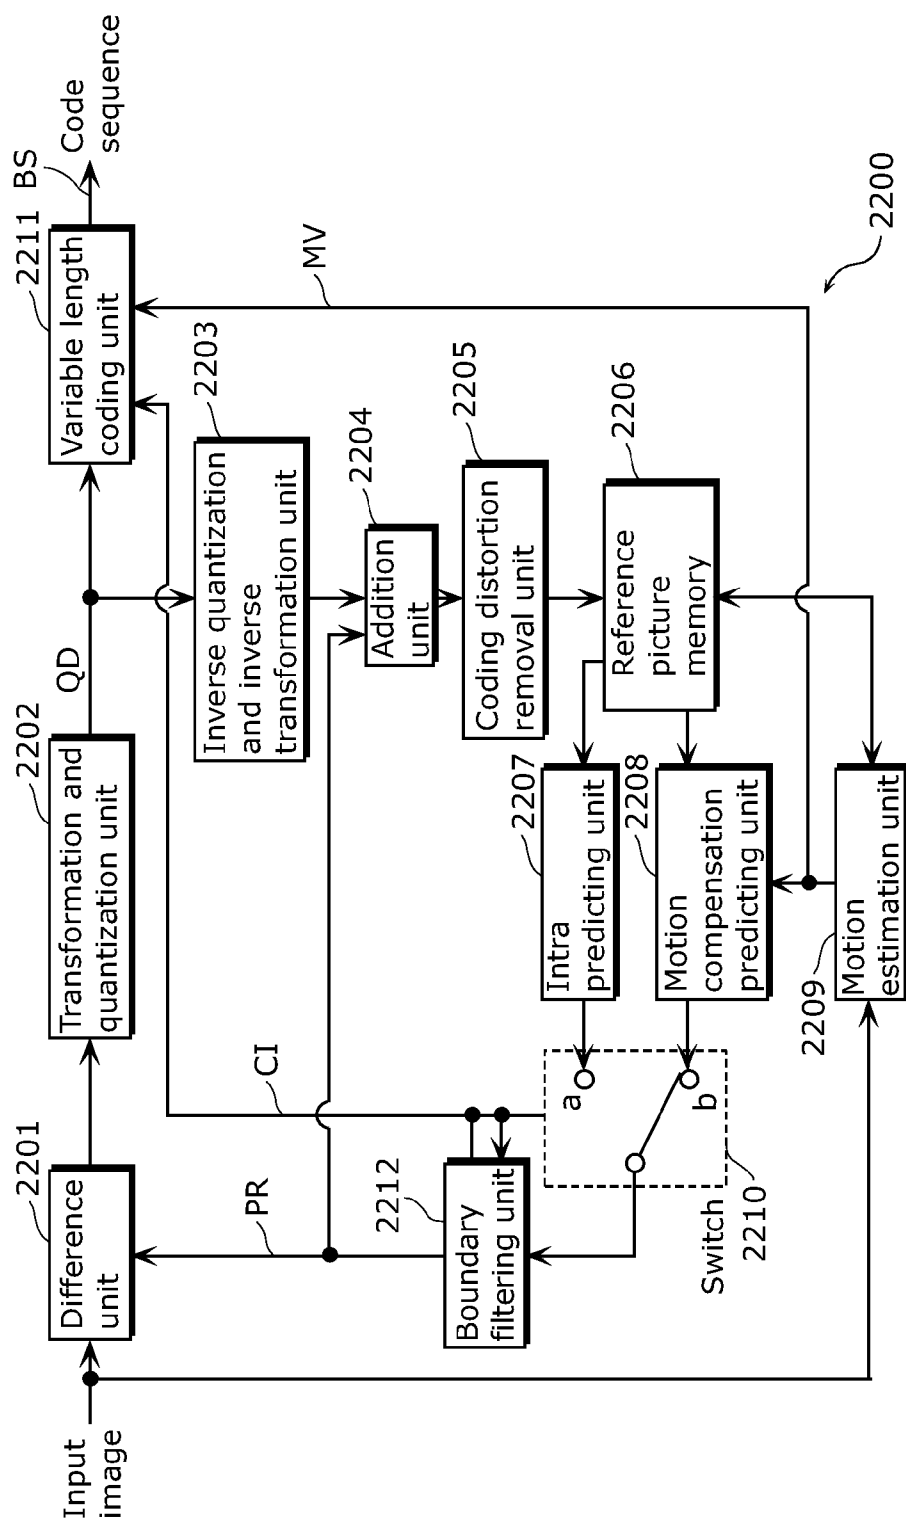 Input
image
2201
Difference
unit
2202
Transformation and
quantization unit
QD
2211
Variable length
coding unit
BS
Code
sequence
CI
PR
2203
Inverse quantization
and inverse
transformation unit
MV
2204
Addition
unit
2212
Boundary
filtering unit
2205
Coding distortion
removal unit
a
b
Switch
2210
2207
Intra
predicting unit
2208
Motion
compensation
predicting unit
2206
Reference
picture
memory
2209
Motion
estimation unit
2200